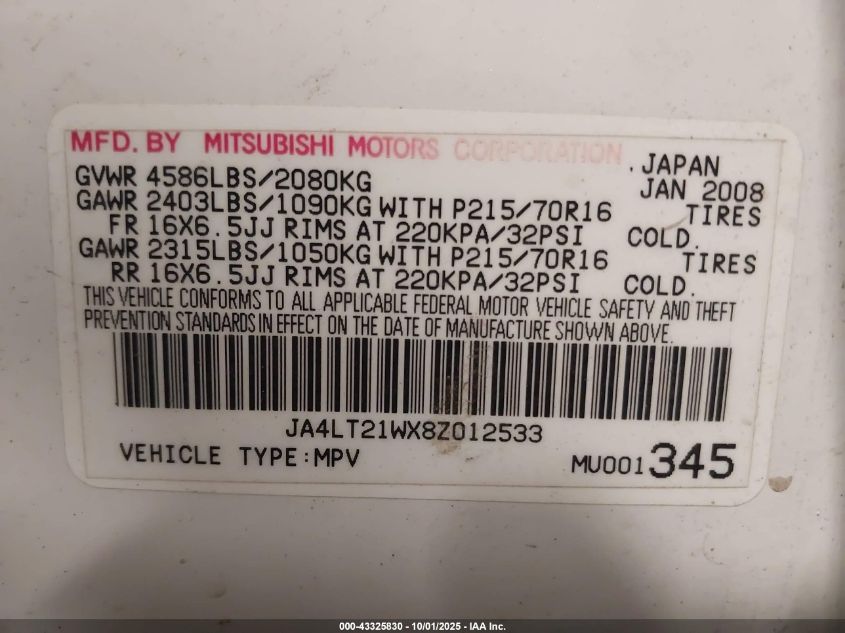 MFD. BY MITSUBISHI MOTORS CORPORATION . JAPAN
GVWR 4586LBS/2080KG JAN 2008
GAWR 2403LBS/1090KG WITH P215/70R16 TIRES
FR 16X6.5JJ RIMS AT 220KPA/32PSI COLD.
GAWR 2315LBS/1050KG WITH P215/70R16 TIRES
RR 16X6.5JJ RIMS AT 220KPA/32PSI COLD.
THIS VEHICLE CONFORMS TO ALL APPLICABLE FEDERAL MOTOR VEHICLE SAFETY AND THEFT
PREVENTION STANDARDS IN EFFECT ON THE DATE OF MANUFACTURE SHOWN ABOVE.
JA4LT21WX8Z012533
VEHICLE TYPE:MPV MU001345
000-43325830 - 10/01/2025 - IAA Inc.